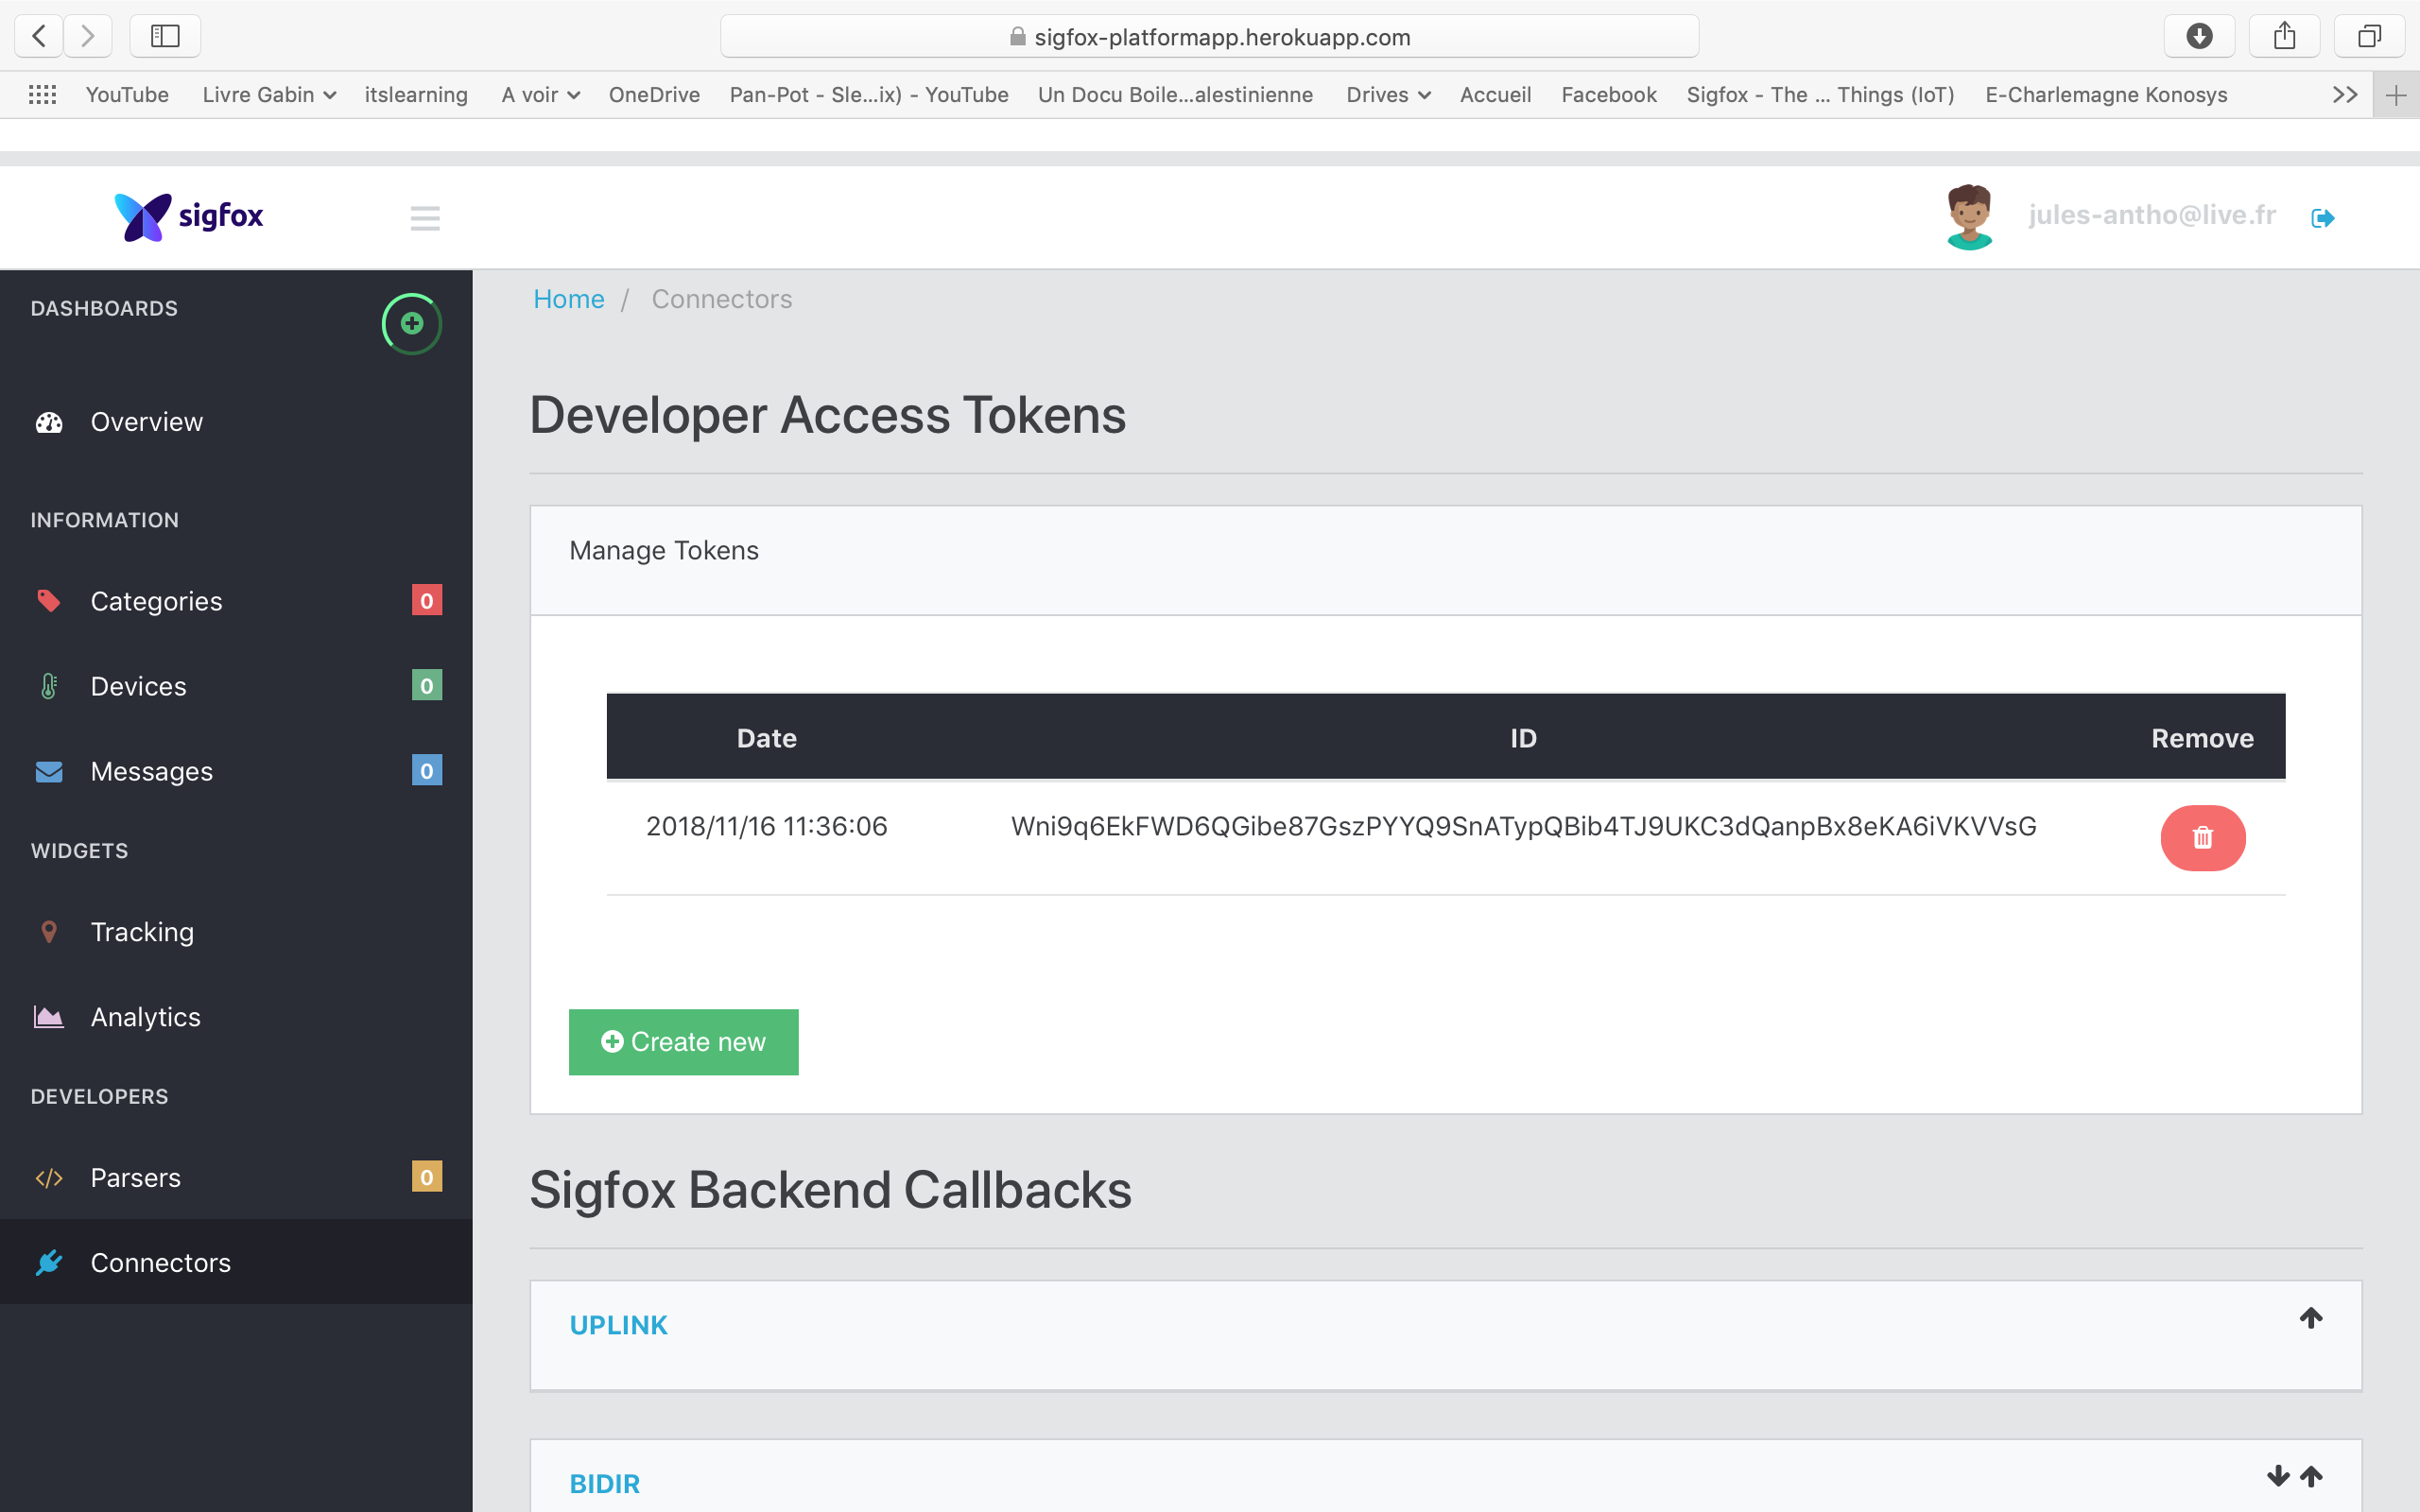 sigfox-platformapp.herokuapp.com
YouTube Livre Gabin itslearning A voir OneDrive Pan-Pot - Sle...ix) - YouTube Un Docu Boile...alestinienne Drives Accueil Facebook Sigfox - The ... Things (IoT) E-Charlemagne Konosys
sigfox
jules-antho@live.fr
DASHBOARDS
Overview
INFORMATION
Categories 0
Devices 0
Messages 0
WIDGETS
Tracking
Analytics
DEVELOPERS
Parsers 0
Connectors
Home / Connectors
Developer Access Tokens
Manage Tokens
Date ID Remove
2018/11/16 11:36:06 Wni9q6EkFWD6QGibe87GszPYYQ9SnATypQBib4TJ9UKC3dQanpBx8eKA6iVKVVsG
Create new
Sigfox Backend Callbacks
UPLINK
BIDIR